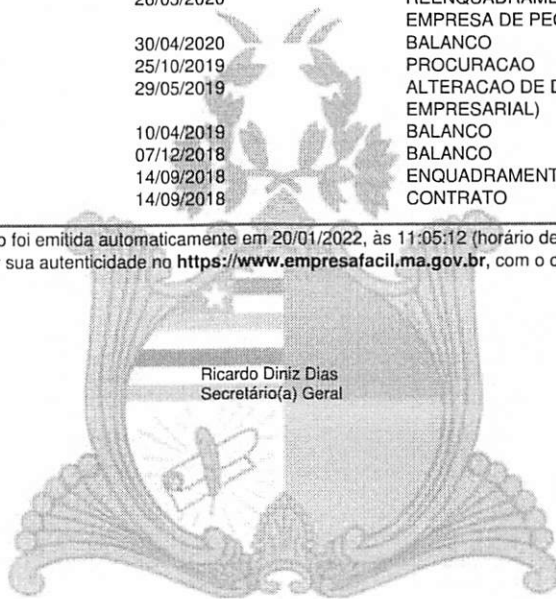 EMPRESA DE
30/04/2020 BALANCO
25/10/2019 PROCURACAO
29/05/2019 ALTERACAO DE
EMPRESARIAL)
10/04/2019 BALANCO
07/12/2018 BALANCO
14/09/2018
14/09/2018 CONTRATO
o foi emitida automaticamente em 20/01/2022, às 11:05:12 (horário de
sua autenticidade no https://www.empresafacil.ma.gov.br, com o
Ricardo Diniz Dias
Secretário(a) Geral